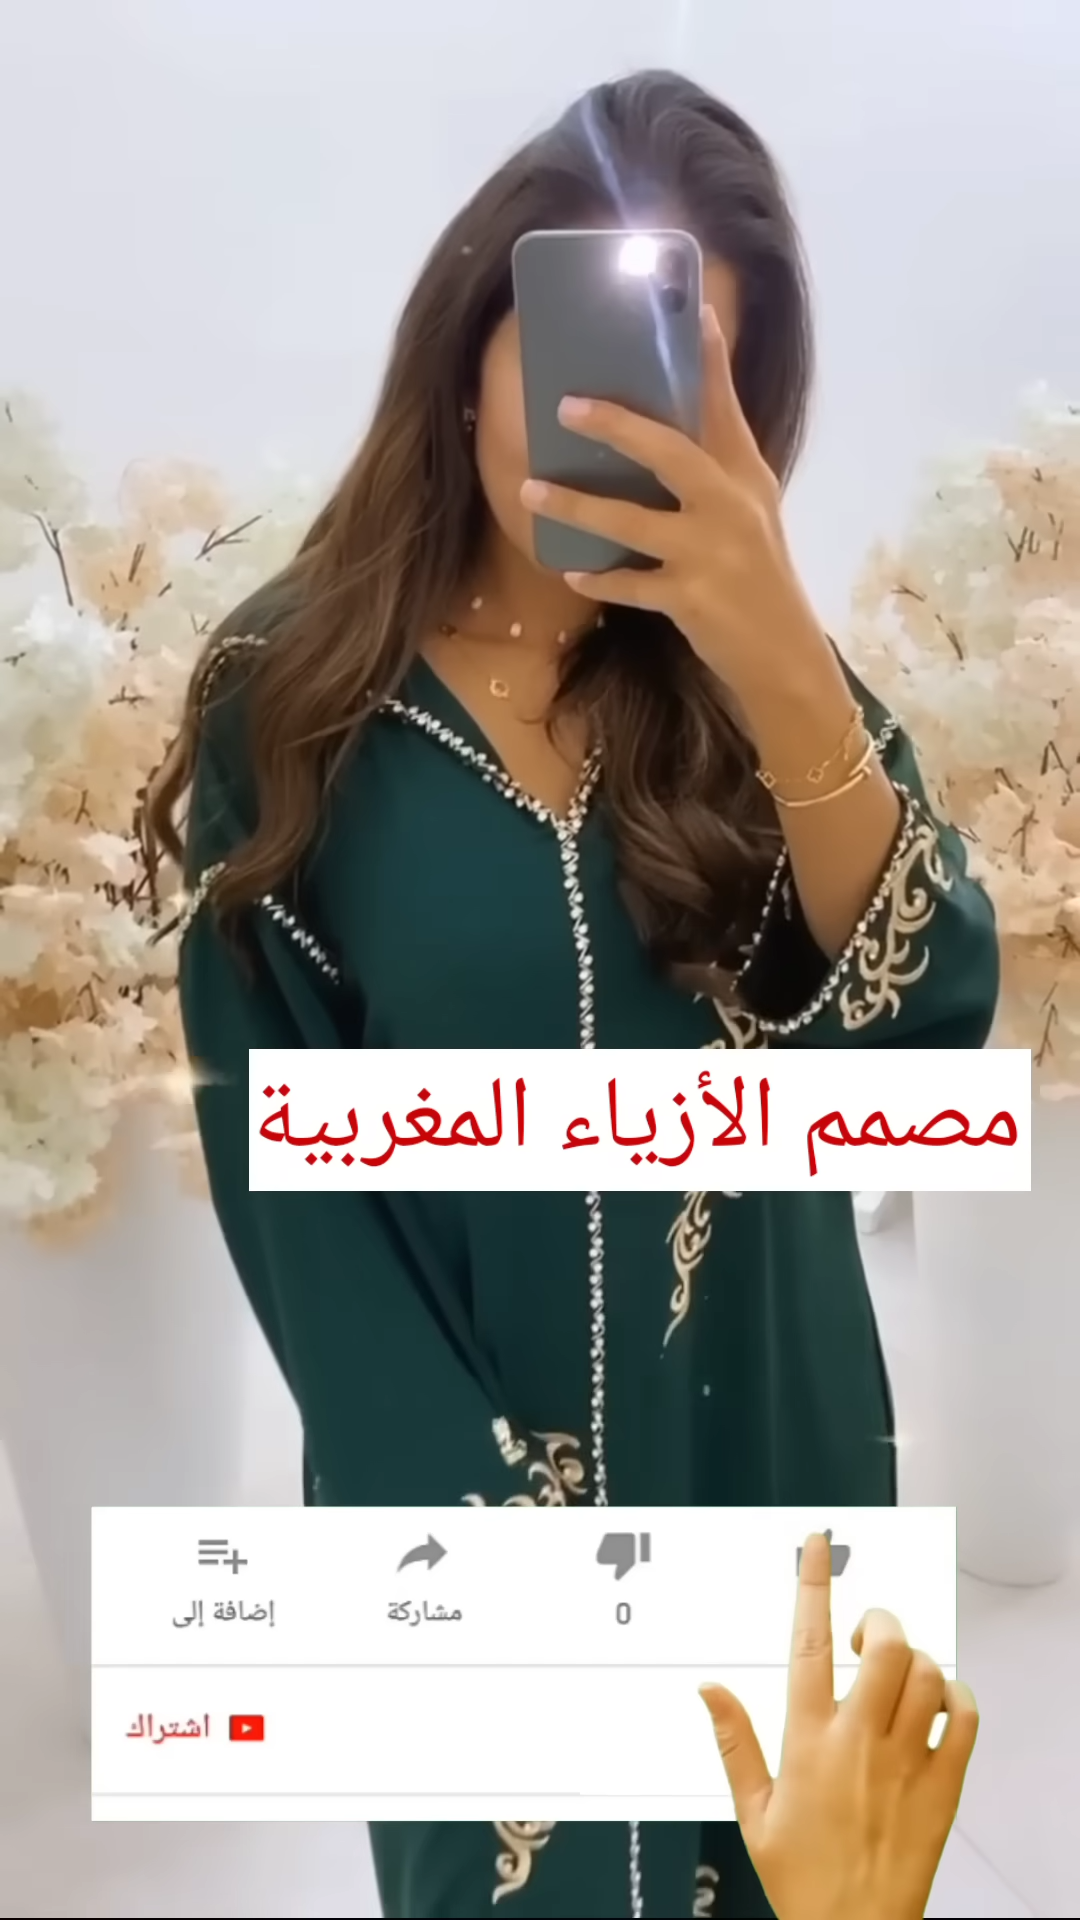 مصمم الأزياء المغربية
إضافة إلى
مشاركة
0
اشتراك